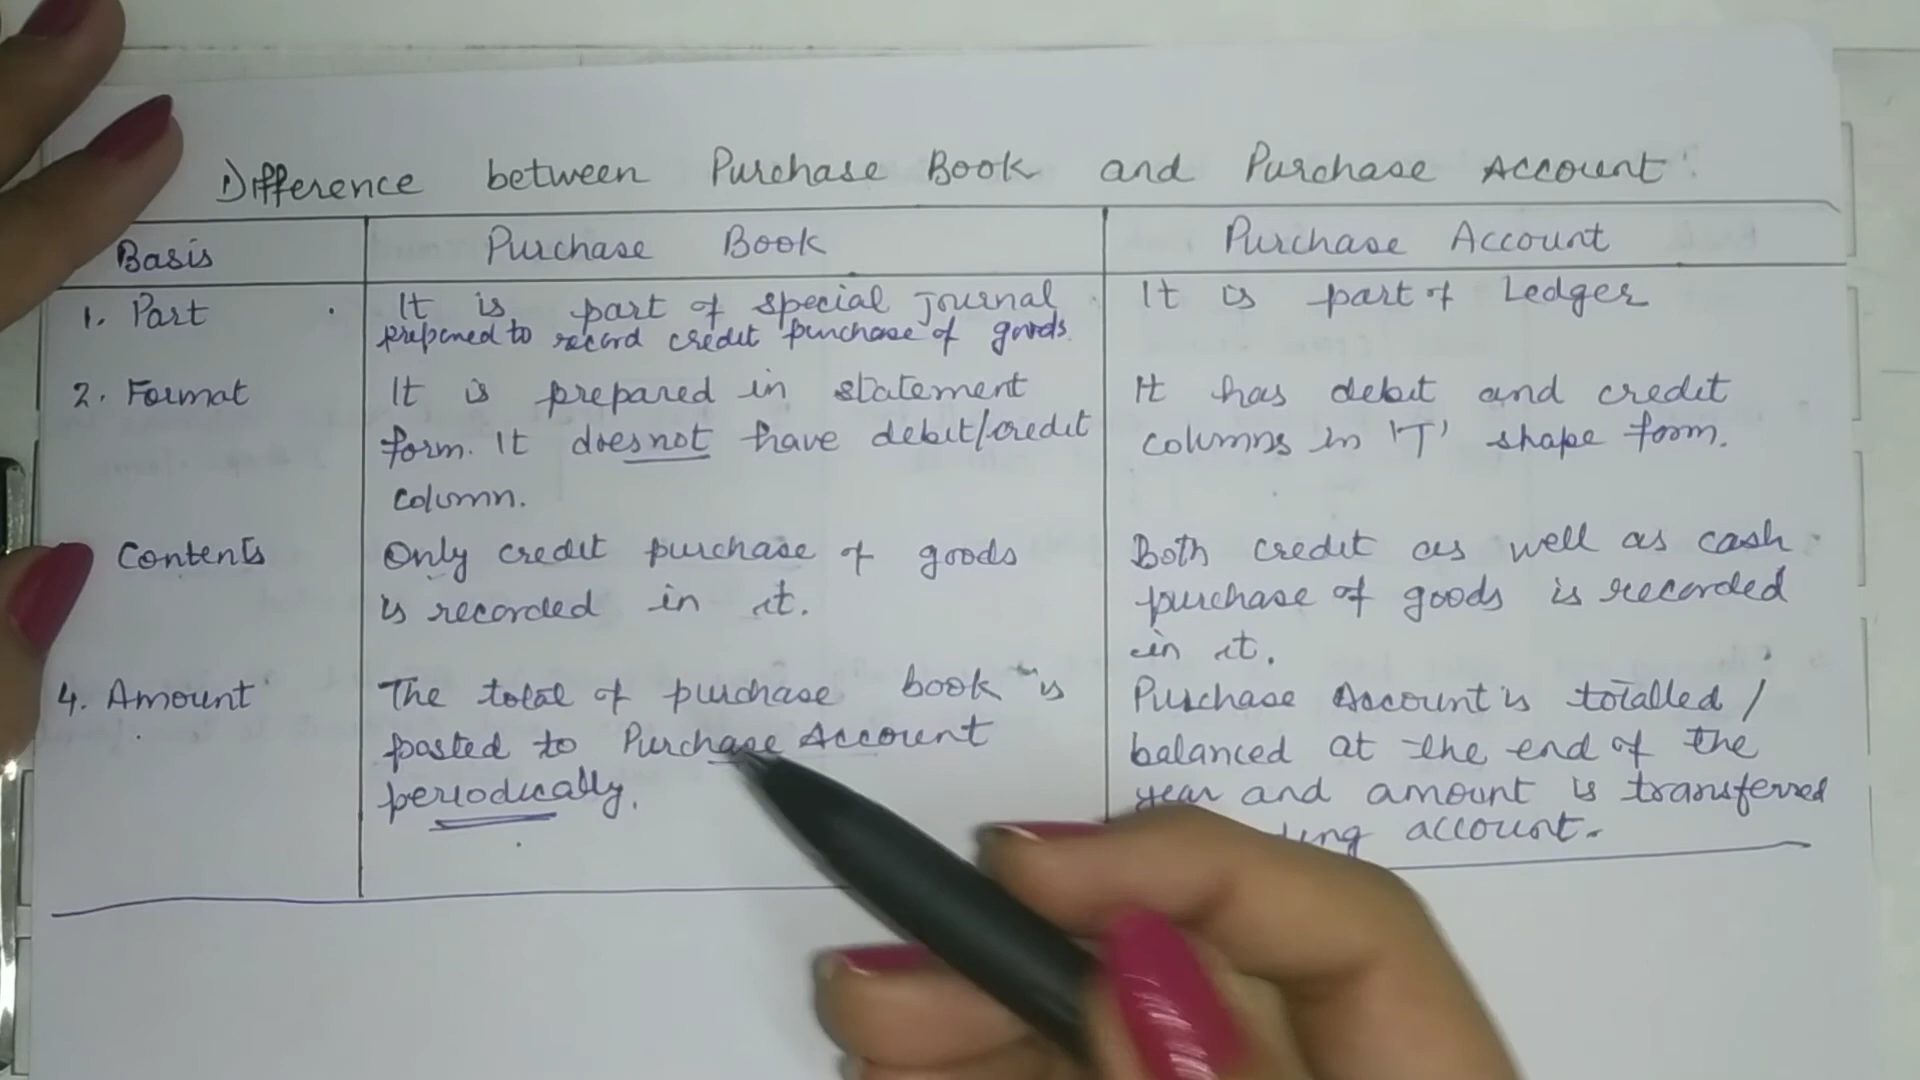 Difference between Purchase Book and Purchase Account
Basis
Purchase Book
Purchase Account
1. Part
It is part of special journal
prepared to record credit purchase of goods.
It is part of Ledger
2. Format
It is prepared in statement
form. It does not have debit/credit
column.
It has debit and credit
columns in 'T' shape form.
Contents
Only credit purchase of goods
is recorded in it.
Both credit as well as cash
purchase of goods is recorded
in it.
4. Amount
The total of purchase book is
posted to Purchase Account
periodically.
Purchase Account is totalled /
balanced at the end of the
year and amount is transferred
account.